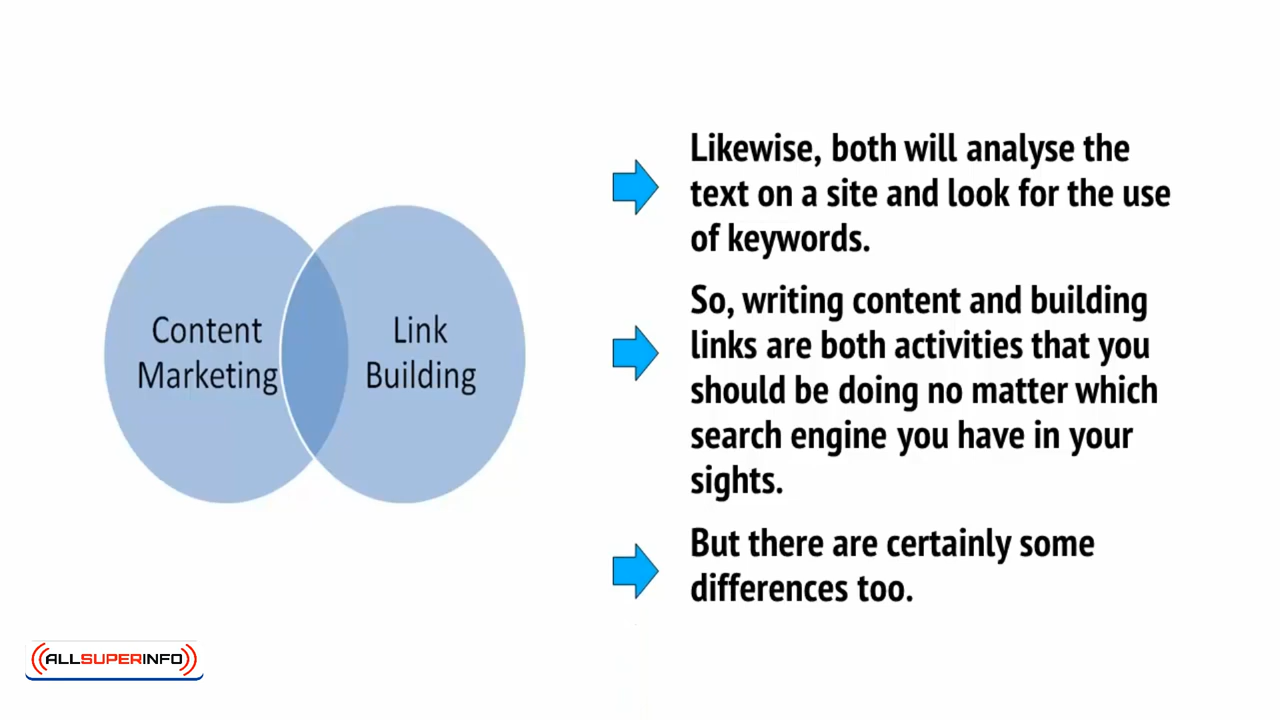 Likewise, both will analyse the
text on a site and look for the use
of keywords.
So, writing content and building
links are both activities that you
should be doing no matter which
search engine you have in your
sights.
But there are certainly some
differences too.
Content
Marketing
Link
Building
ALLSUPERINFO